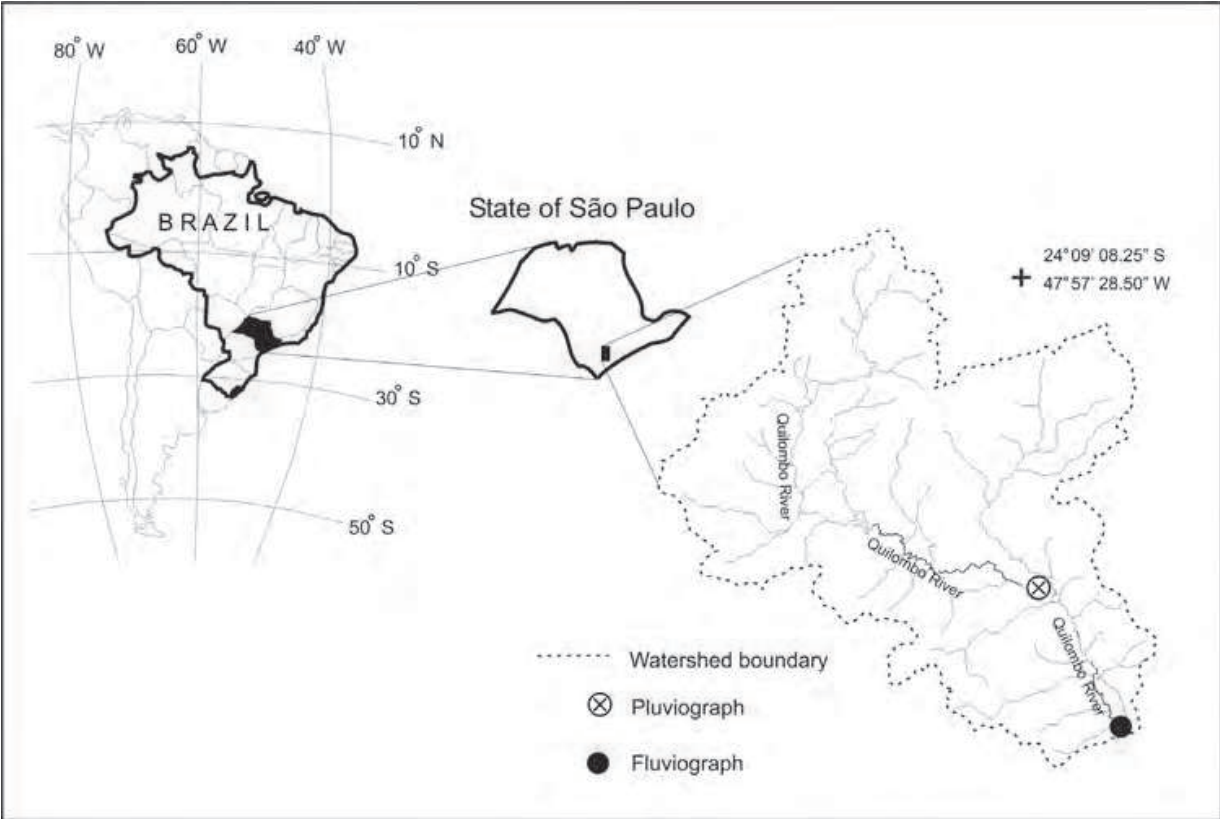 80° W
60° W
40° W
10° N
BRAZIL
10° S
30° S
50° S
State of São Paulo
24°09' 08.25" S
47°57' 28.50" W
Quilombo River
Quilombo River
Quilombo River
Watershed boundary
Pluviograph
Fluviograph